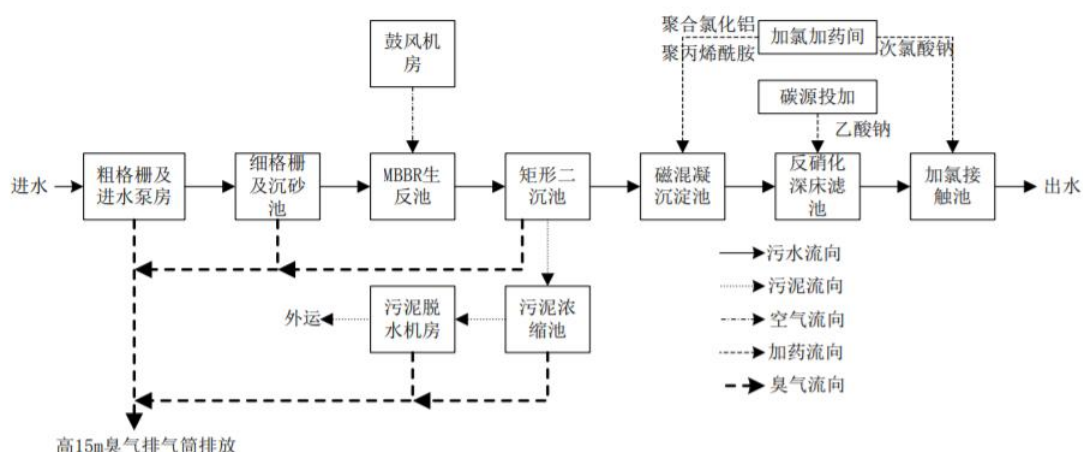 聚合氯化铝
聚丙烯酰胺
加氯加药间
次氯酸钠
鼓风机
房
碳源投加
乙酸钠
进水
粗格栅及
进水泵房
细格栅
及沉砂
池
MBBR生
反池
矩形二
沉池
磁混凝
沉淀池
反硝化
深床滤
池
加氯接
触池
出水
污水流向
污泥流向
空气流向
加药流向
臭气流向
外运
污泥脱
水机房
污泥浓
缩池
高15m臭气排气筒排放